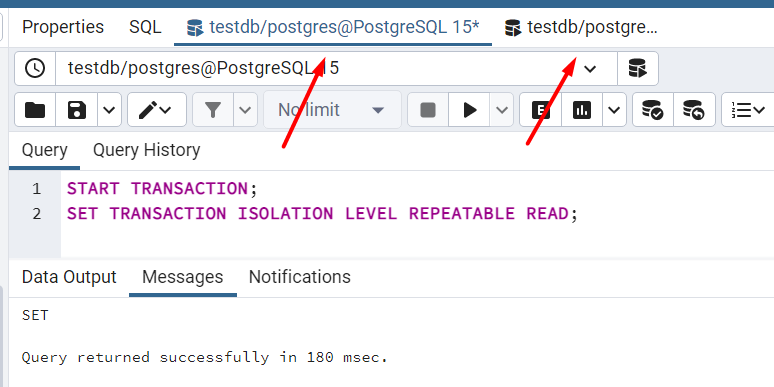 Properties SQL testdb/postgres@PostgreSQL 15* testdb/postgre...
testdb/postgres@PostgreSQL 15
No limit
E
Query Query History
1 START TRANSACTION;
2 SET TRANSACTION ISOLATION LEVEL REPEATABLE READ;
Data Output Messages Notifications
SET
Query returned successfully in 180 msec.